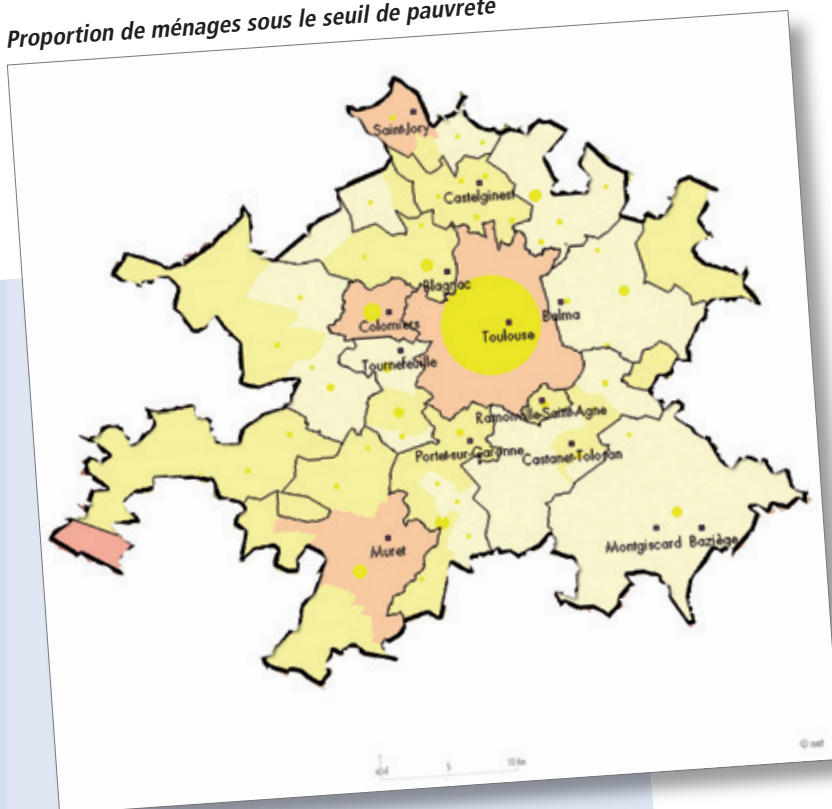 Proportion de ménages sous le seuil de pauvreté
Saint-Jory
Castelginest
Blagnac
Colomiers
Balma
Toulouse
Tournefeuille
Ramonville-Saint-Agne
Portet-sur-Garonne
Castanet-Tolosan
Muret
Montgiscard Baziège
5
10 km